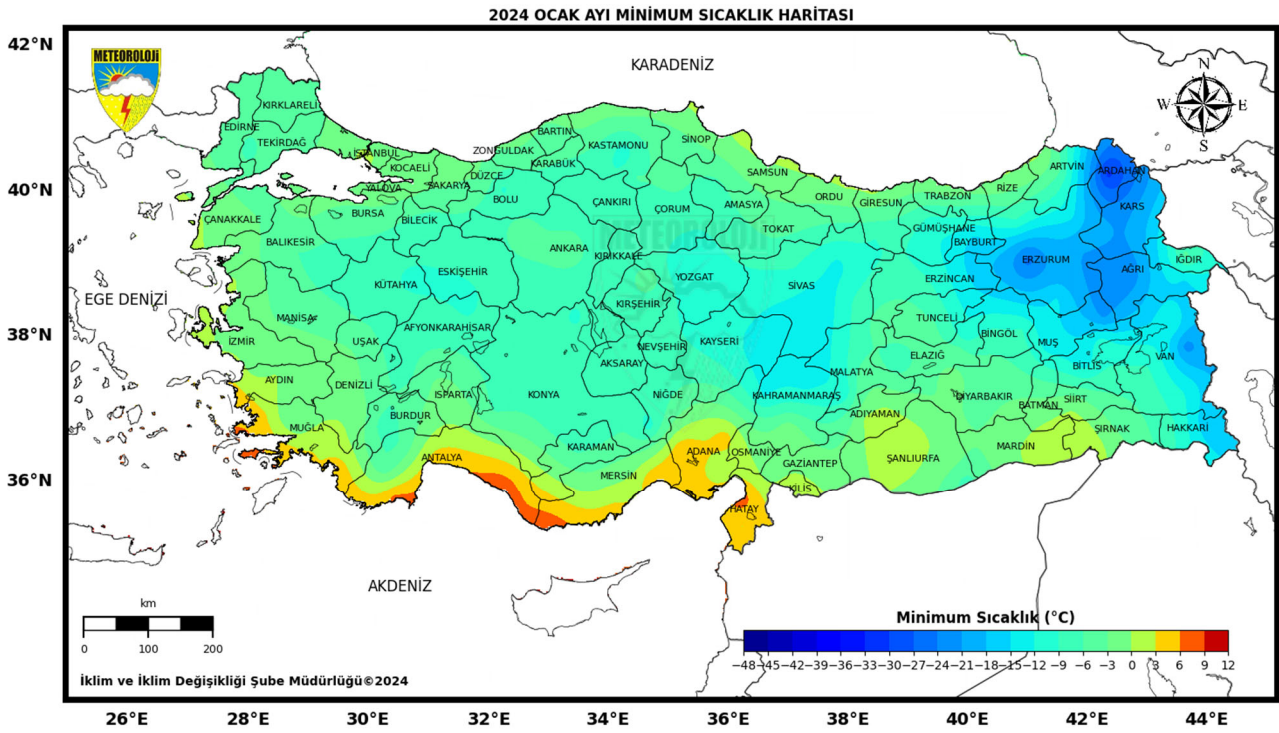 2024 OCAK AYI MİNİMUM SICAKLIK HARİTASI
42°N
40°N
38°N
36°N
METEOROLOJİ
KARADENİZ
N
W E
S
EGE DENİZİ
AKDENİZ
METEOROLOJİ
KIRKLARELİ
EDİRNE
TEKİRDAĞ
İSTANBUL
KOCAELİ
YALOVA
SAKARYA
DÜZCE
ZONGULDAK
BARTIN
KARABÜK
KASTAMONU
SİNOP
SAMSUN
ORDU
GİRESUN
TRABZON
RİZE
ARTVİN
ARDAHAN
KARS
ÇANAKKALE
BURSA
BİLECİK
BOLU
ÇANKIRI
ÇORUM
AMASYA
TOKAT
GÜMÜŞHANE
BAYBURT
ERZURUM
AĞRI
IĞDIR
BALIKESİR
KÜTAHYA
ESKİŞEHİR
ANKARA
KIRIKKALE
YOZGAT
SİVAS
ERZİNCAN
MANİSA
İZMİR
UŞAK
AFYONKARAHİSAR
KIRŞEHİR
NEVŞEHİR
KAYSERİ
TUNCELİ
BİNGÖL
MUŞ
BİTLİS
VAN
AYDIN
DENİZLİ
ISPARTA
BURDUR
KONYA
AKSARAY
NİĞDE
KAHRAMANMARAŞ
MALATYA
ELAZIĞ
ADIYAMAN
DİYARBAKIR
BATMAN
SİİRT
ŞIRNAK
HAKKARİ
MUĞLA
ANTALYA
KARAMAN
MERSİN
ADANA
OSMANİYE
GAZİANTEP
KİLİS
HATAY
ŞANLIURFA
MARDİN
km
0 100 200
Minimum Sıcaklık (°C)
−48 −45 −42 −39 −36 −33 −30 −27 −24 −21 −18 −15 −12 −9 −6 −3 0 3 6 9 12
İklim ve İklim Değişikliği Şube Müdürlüğü©2024
26°E 28°E 30°E 32°E 34°E 36°E 38°E 40°E 42°E 44°E